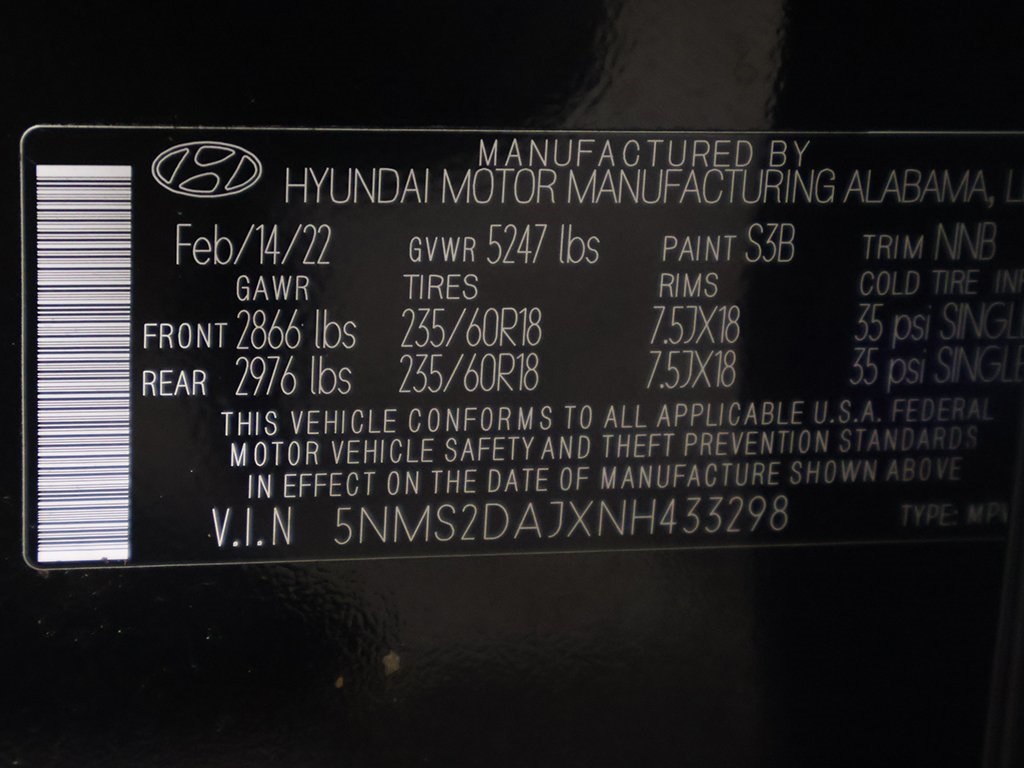 MANUFACTURED BY
HYUNDAI MOTOR MANUFACTURING ALABAMA,
Feb/14/22 GVWR 5247 lbs PAINT S3B TRIM NNB
GAWR TIRES RIMS COLD TIRE
FRONT 2866 lbs 235/60R18 7.5JX18 35 psi
REAR 2976 lbs 235/60R18 7.5JX18 35 psi
THIS VEHICLE CONFORMS TO ALL APPLICABLE U.S.A. FEDERAL
MOTOR VEHICLE SAFETY AND THEFT PREVENTION STANDARDS
IN EFFECT ON THE DATE OF MANUFACTURE SHOWN ABOVE
V.I.N 5NMS2DAJXNH433298 TYPE: